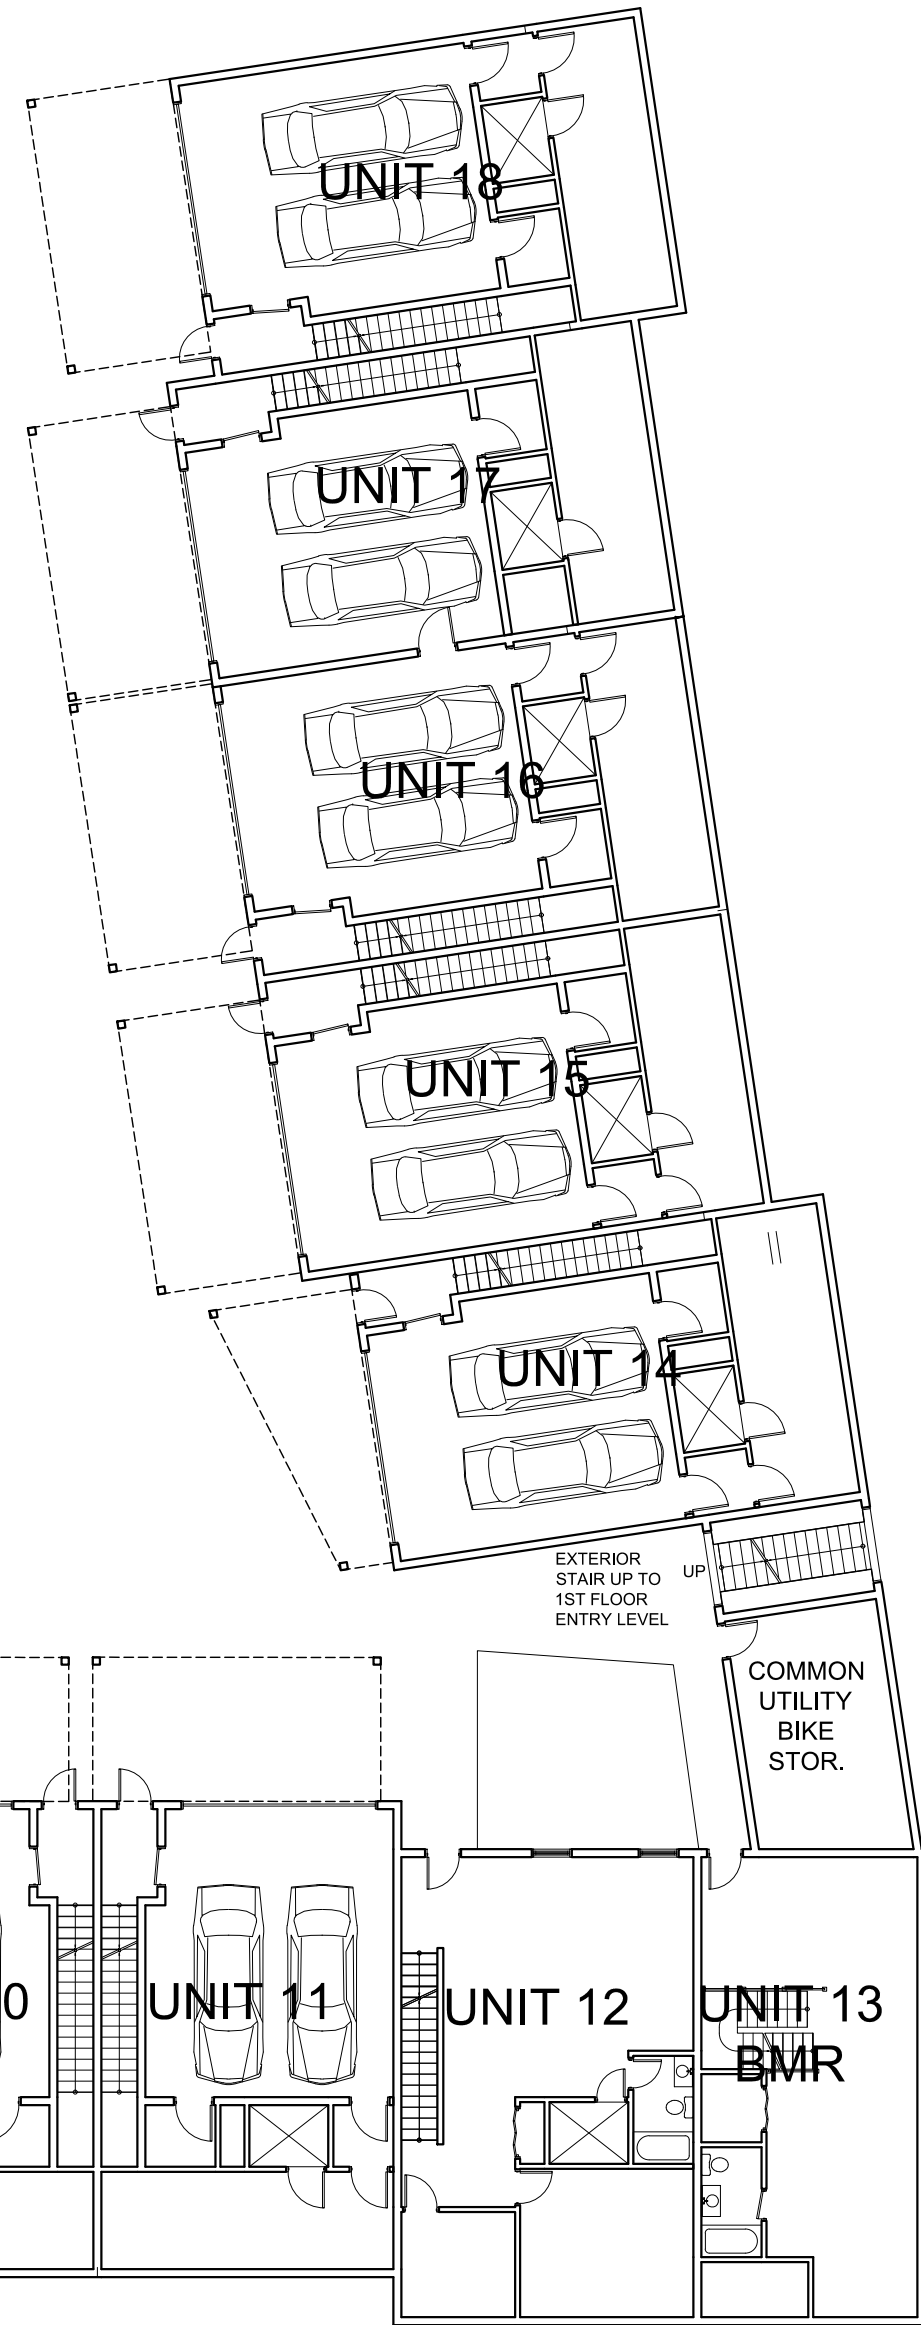 UNIT 18
UNIT 17
UNIT 16
UNIT 15
UNIT 14
EXTERIOR
STAIR UP TO
1ST FLOOR
ENTRY LEVEL
UP
COMMON
UTILITY
BIKE
STOR.
0
UNIT 11
UNIT 12
UNIT 13
BMR